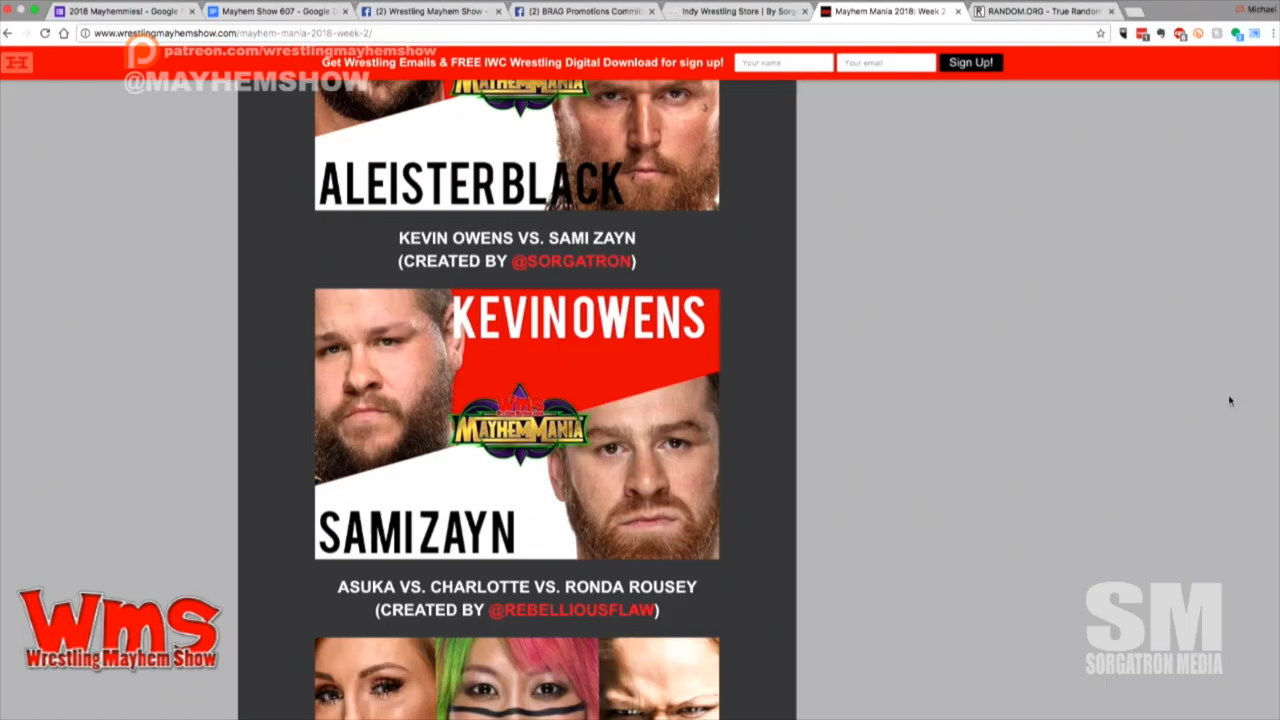 2018 Mayhemmies! - Google F
Mayhem Show 607 - Google D
(2) Wrestling Mayhem Show -
(2) BRAG Promotions Commit
Indy Wrestling Store | By Sorg
Mayhem Mania 2018: Week 2
RANDOM.ORG - True Random
Michael
www.wrestlingmayhemshow.com/mayhem-mania-2018-week-2/
patreon.com/wrestlingmayhemshow
@MAYHEMSHOW
Get Wrestling Emails & FREE IWC Wrestling Digital Download for sign up!
Your name
Your email
Sign Up!
MAYHEMMANIA
ALEISTER BLACK
KEVIN OWENS VS. SAMI ZAYN
(CREATED BY @SORGATRON)
KEVIN OWENS
WMS
MAYHEMMANIA
SAMI ZAYN
ASUKA VS. CHARLOTTE VS. RONDA ROUSEY
(CREATED BY @REBELLIOUSFLAW)
Wms
Wrestling Mayhem Show
SM
SORGATRON MEDIA